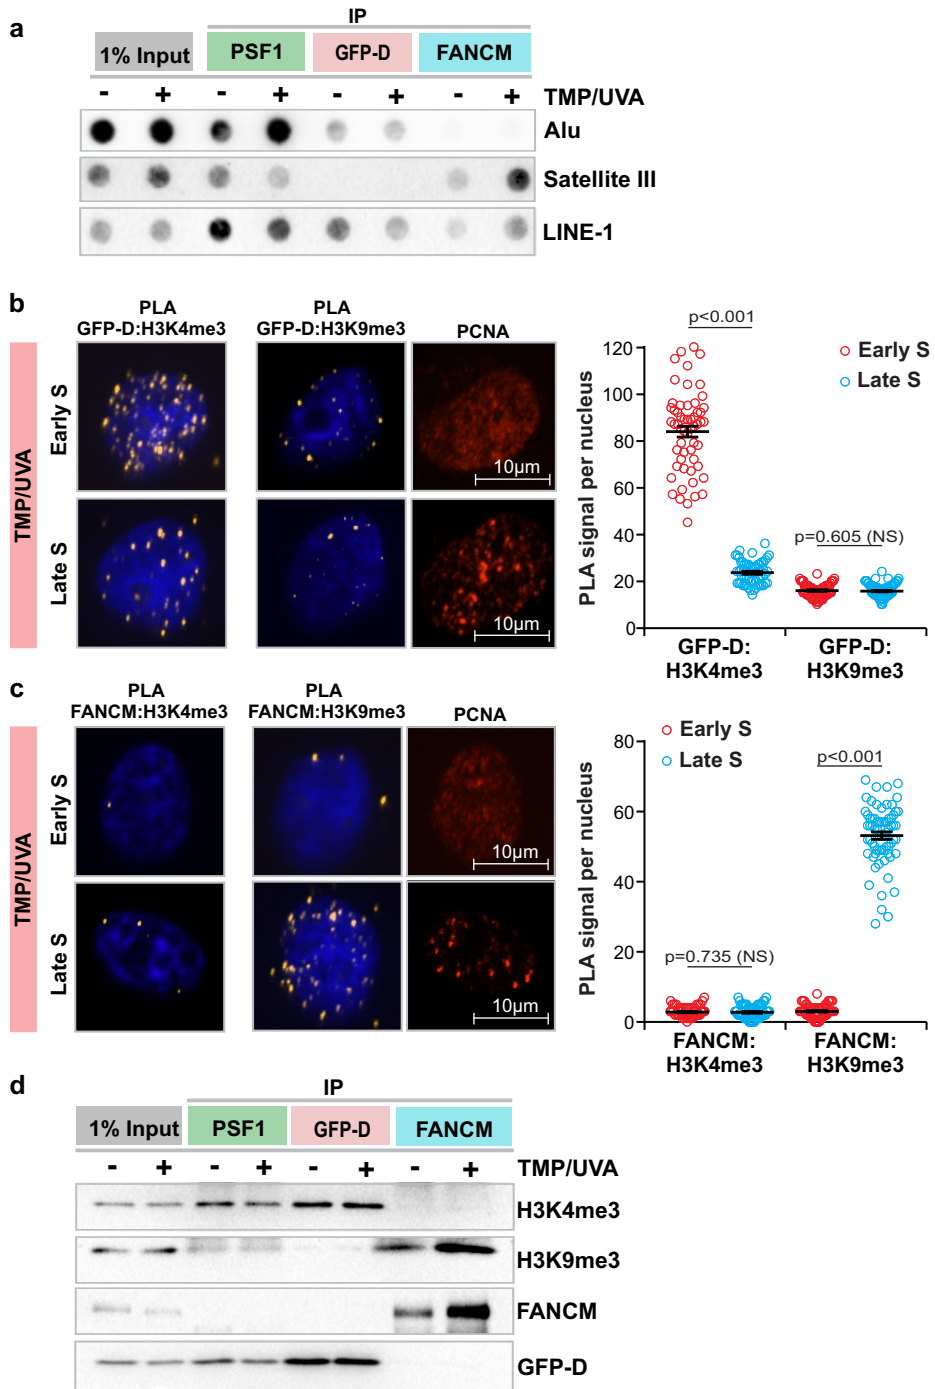 a
IP
1% Input PSF1 GFP-D FANCM
- + - + - + - + TMP/UVA
Alu
Satellite III
LINE-1
b
PLA
GFP-D:H3K4me3
PLA
GFP-D:H3K9me3
PCNA
TMP/UVA
Early S
10µm
Late S
10µm
p<0.001
Early S
Late S
PLA signal per nucleus
120
100
80
60
40
20
0
p=0.605 (NS)
GFP-D:
H3K4me3
GFP-D:
H3K9me3
c
PLA
FANCM:H3K4me3
PLA
FANCM:H3K9me3
PCNA
TMP/UVA
Early S
10µm
Late S
10µm
Early S
Late S
p<0.001
PLA signal per nucleus
80
60
40
20
0
p=0.735 (NS)
FANCM:
H3K4me3
FANCM:
H3K9me3
d
IP
1% Input PSF1 GFP-D FANCM
- + - + - + - + TMP/UVA
H3K4me3
H3K9me3
FANCM
GFP-D